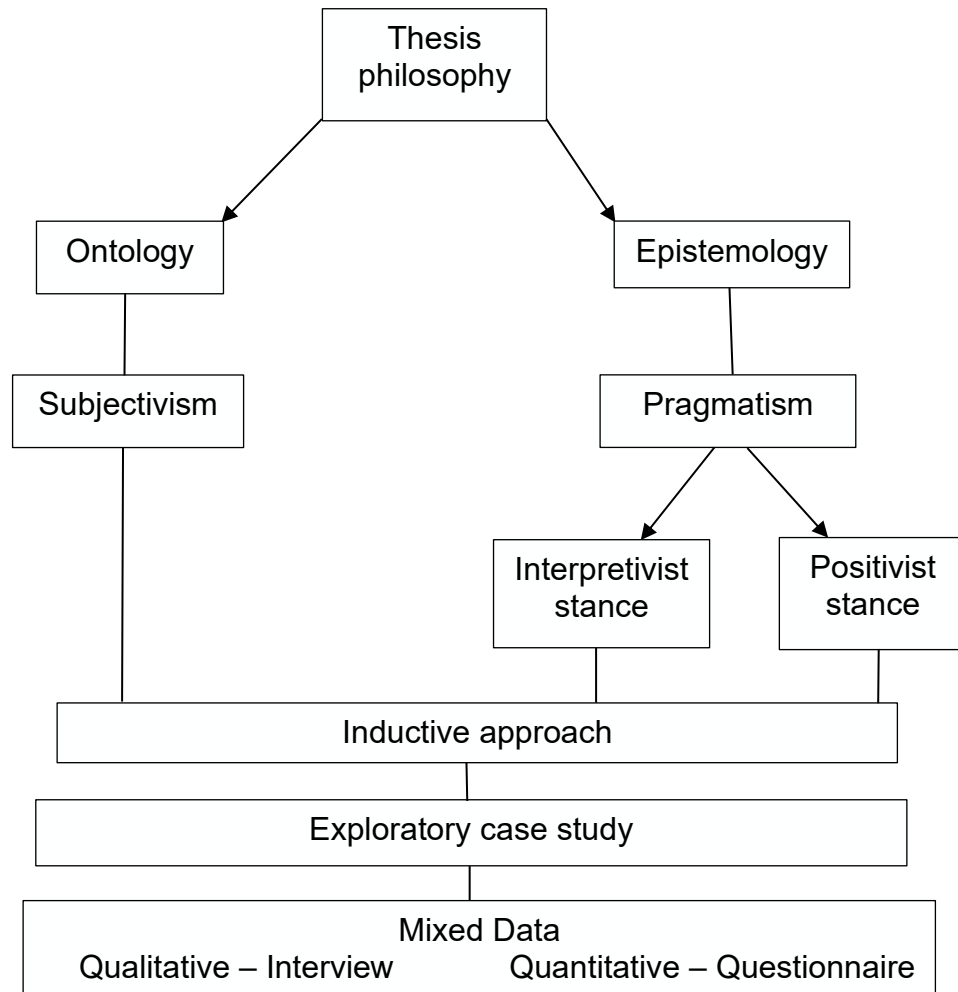 Thesis
philosophy
Ontology
Epistemology
Subjectivism
Pragmatism
Interpretivist
stance
Positivist
stance
Inductive approach
Exploratory case study
Mixed Data
Qualitative – Interview Quantitative – Questionnaire